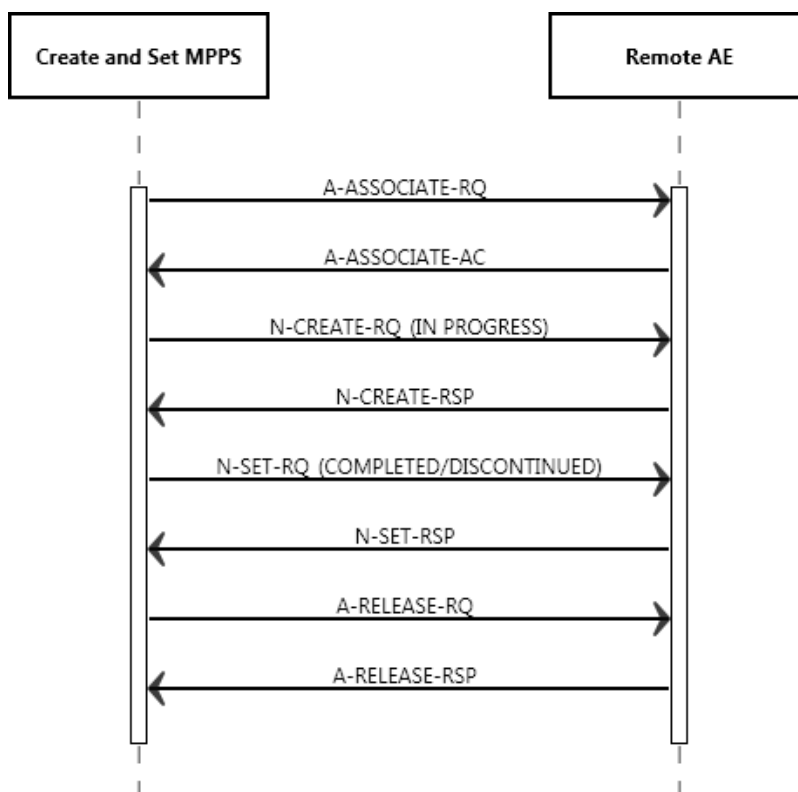 Create and Set MPPS
Remote AE
A-ASSOCIATE-RQ
A-ASSOCIATE-AC
N-CREATE-RQ (IN PROGRESS)
N-CREATE-RSP
N-SET-RQ (COMPLETED/DISCONTINUED)
N-SET-RSP
A-RELEASE-RQ
A-RELEASE-RSP